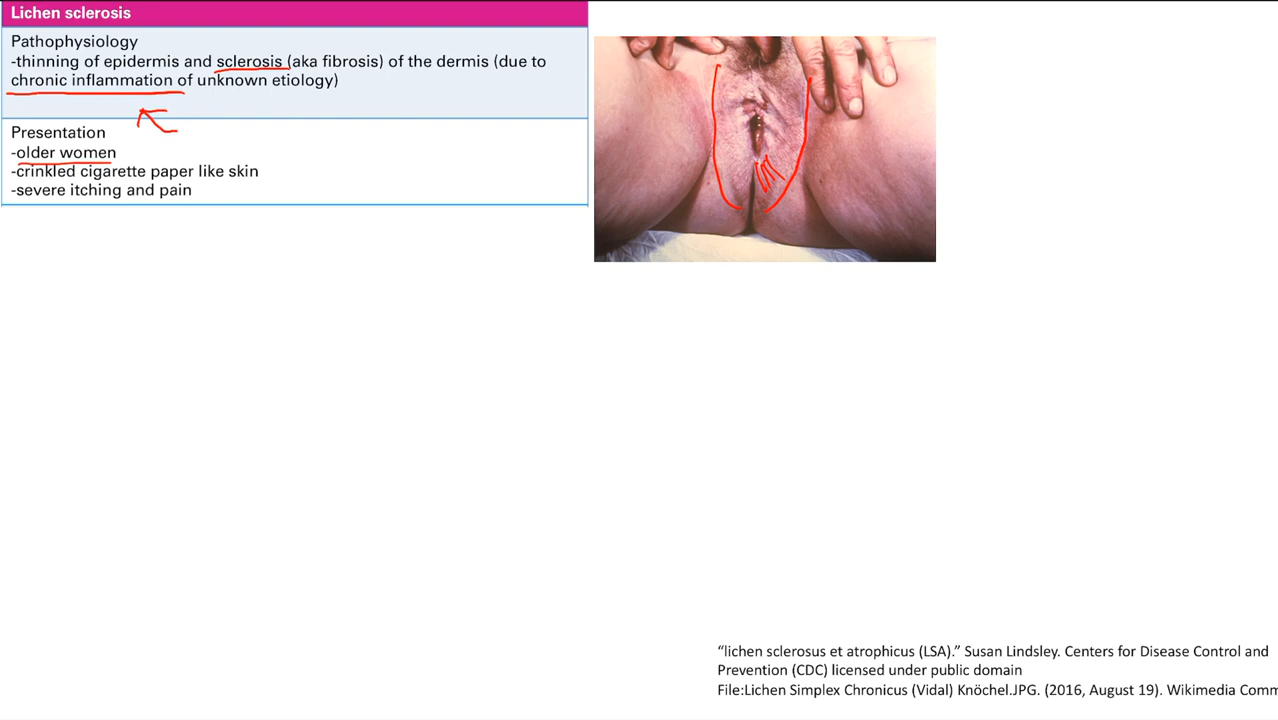 Lichen sclerosis
Pathophysiology
-thinning of epidermis and sclerosis (aka fibrosis) of the dermis (due to
chronic inflammation of unknown etiology)
Presentation
-older women
-crinkled cigarette paper like skin
-severe itching and pain
“lichen sclerosus et atrophicus (LSA).” Susan Lindsley. Centers for Disease Control and
Prevention (CDC) licensed under public domain
File:Lichen Simplex Chronicus (Vidal) Knöchel.JPG. (2016, August 19). Wikimedia Comm